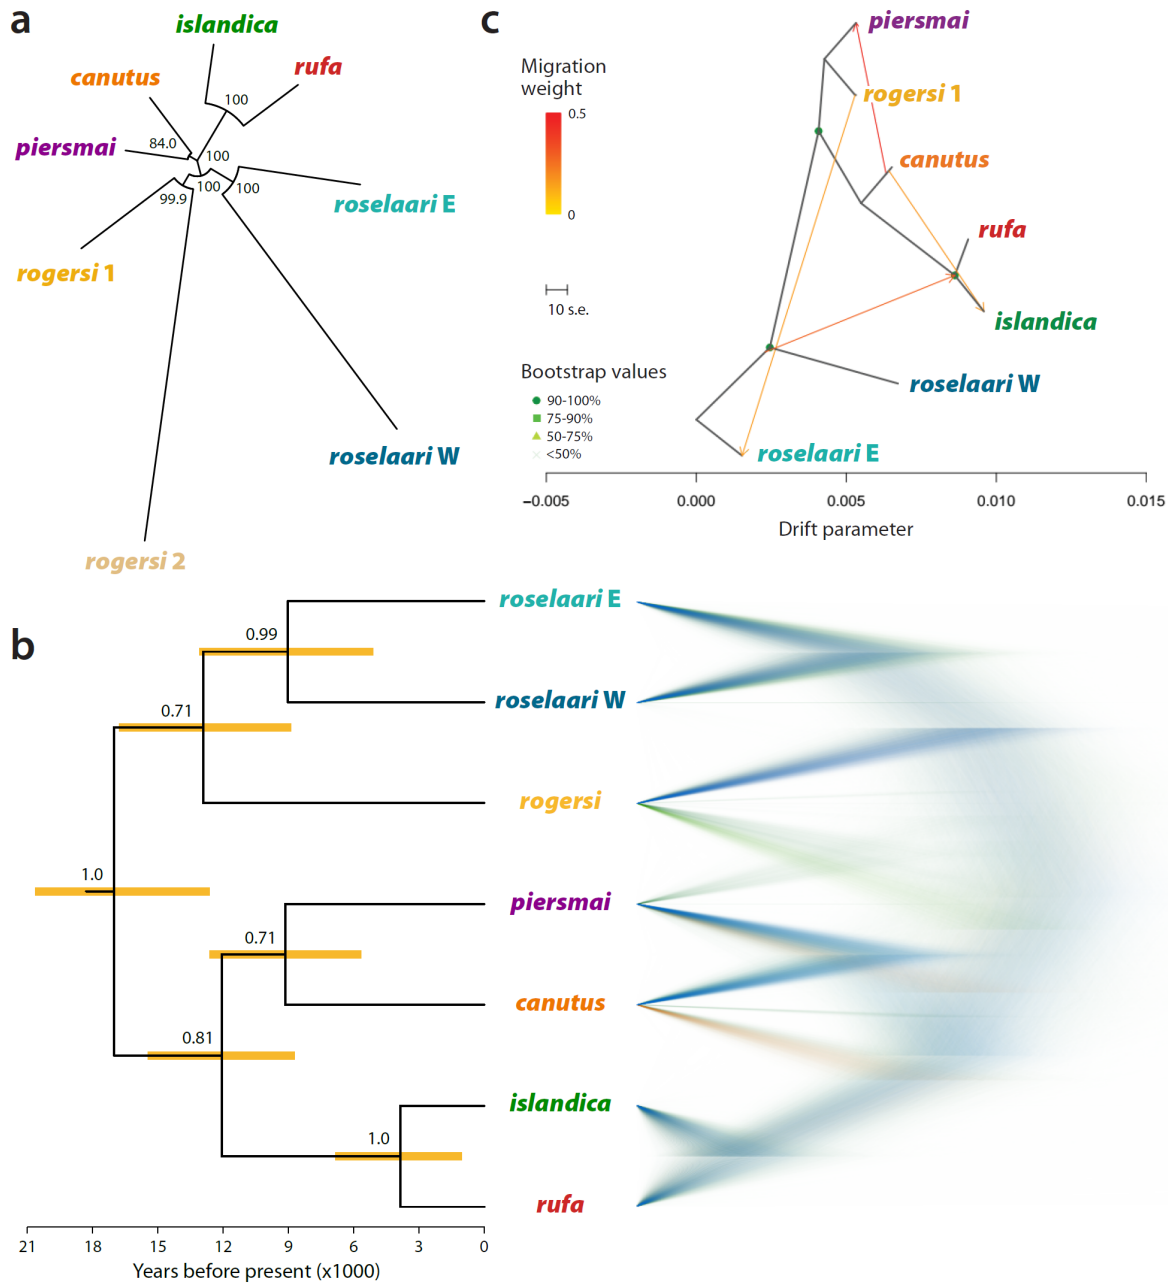 a
islandica
rufa
canutus
100
piersmai
84.0
100
100
100
99.9
roselaari E
rogersi 1
roselaari W
rogersi 2
c
piersmai
Migration
weight
0.5
0
rogersi 1
canutus
rufa
10 s.e.
islandica
Bootstrap values
90-100%
75-90%
50-75%
<50%
roselaari W
roselaari E
−0.005
0.000
0.005
0.010
0.015
Drift parameter
b
roselaari E
0.99
roselaari W
0.71
rogersi
1.0
piersmai
0.71
canutus
0.81
islandica
1.0
rufa
21
18
15
12
9
6
3
0
Years before present (x1000)